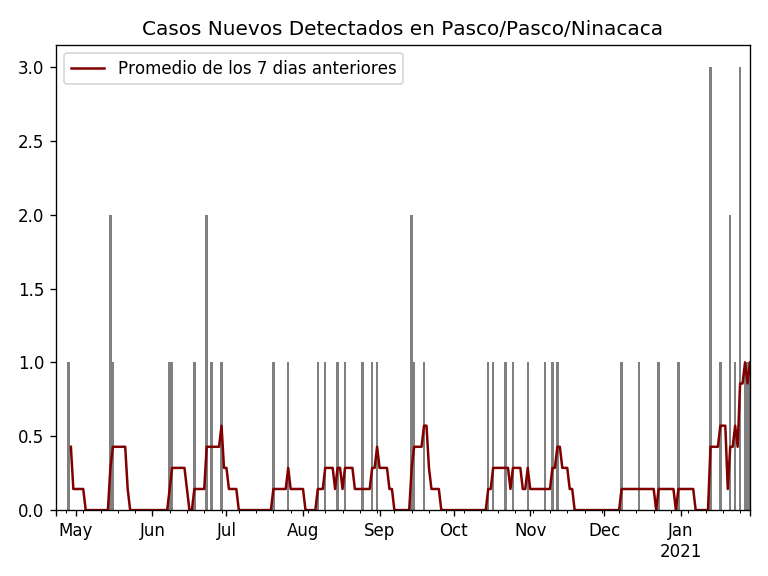 Casos Nuevos Detectados en Pasco/Pasco/Ninacaca
Promedio de los 7 dias anteriores
3.0
2.5
2.0
1.5
1.0
0.5
0.0
May Jun Jul Aug Sep Oct Nov Dec Jan
2021